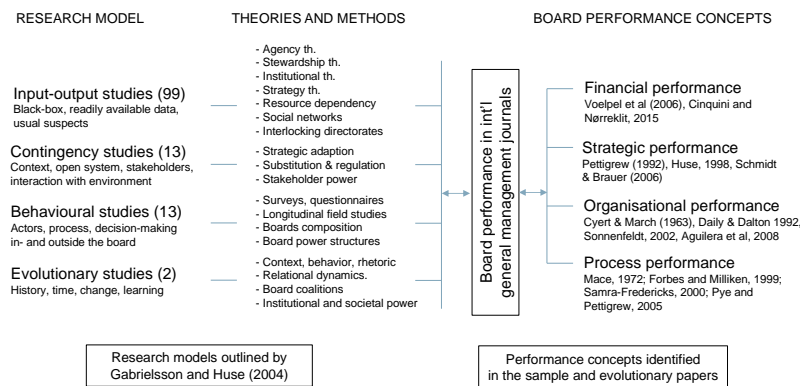 RESEARCH MODEL
THEORIES AND METHODS
BOARD PERFORMANCE CONCEPTS
Input-output studies (99)
Black-box, readily available data,
usual suspects
Contingency studies (13)
Context, open system, stakeholders,
interaction with environment
Behavioural studies (13)
Actors, process, decision-making
in- and outside the board
Evolutionary studies (2)
History, time, change, learning
- Agency th.
- Stewardship th.
- Institutional th.
- Strategy th.
- Resource dependency
- Social networks
- Interlocking directorates
- Strategic adaption
- Substitution & regulation
- Stakeholder power
- Surveys, questionnaires
- Longitudinal field studies
- Boards composition
- Board power structures
- Context, behavior, rhetoric
- Relational dynamics.
- Board coalitions
- Institutional and societal power
Board performance in int'l
general management journals
Financial performance
Voelpel et al (2006), Cinquini and
Nørreklit, 2015
Strategic performance
Pettigrew (1992), Huse, 1998, Schmidt
& Brauer (2006)
Organisational performance
Cyert & March (1963), Daily & Dalton 1992,
Sonnenfeldt, 2002, Aguilera et al, 2008
Process performance
Mace, 1972; Forbes and Milliken, 1999;
Samra-Fredericks, 2000; Pye and
Pettigrew, 2005
Research models outlined by
Gabrielsson and Huse (2004)
Performance concepts identified
in the sample and evolutionary papers